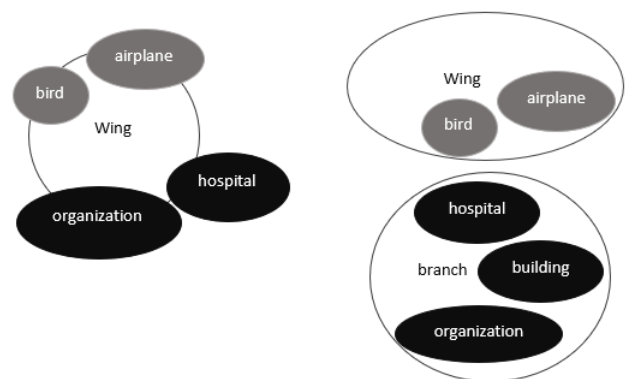 airplane
bird
Wing
hospital
organization
Wing
airplane
bird
hospital
branch
building
organization